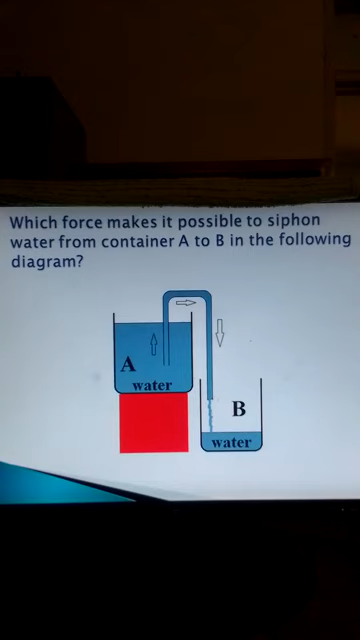 Which force makes it possible to siphon
water from container A to B in the following
diagram?
A
water
B
water